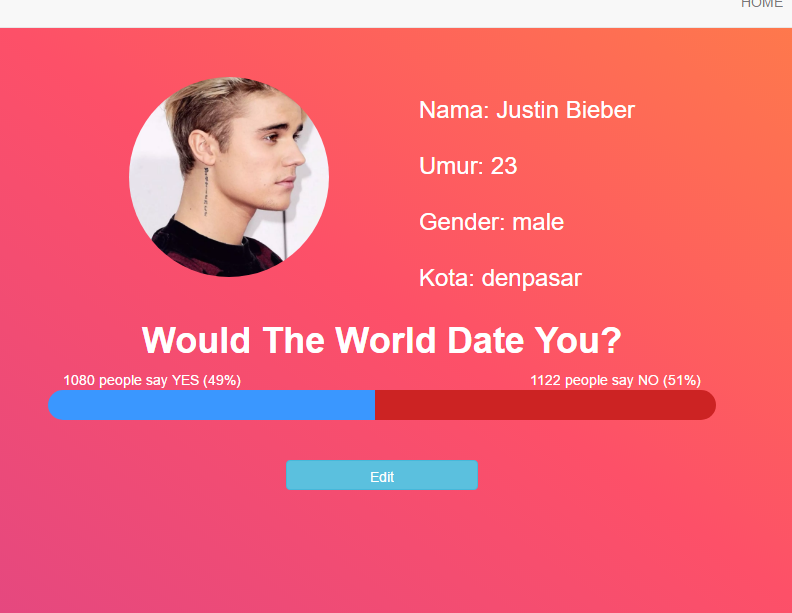 HOME
Nama: Justin Bieber
Umur: 23
Gender: male
Kota: denpasar
Would The World Date You?
1080 people say YES (49%)
1122 people say NO (51%)
Edit